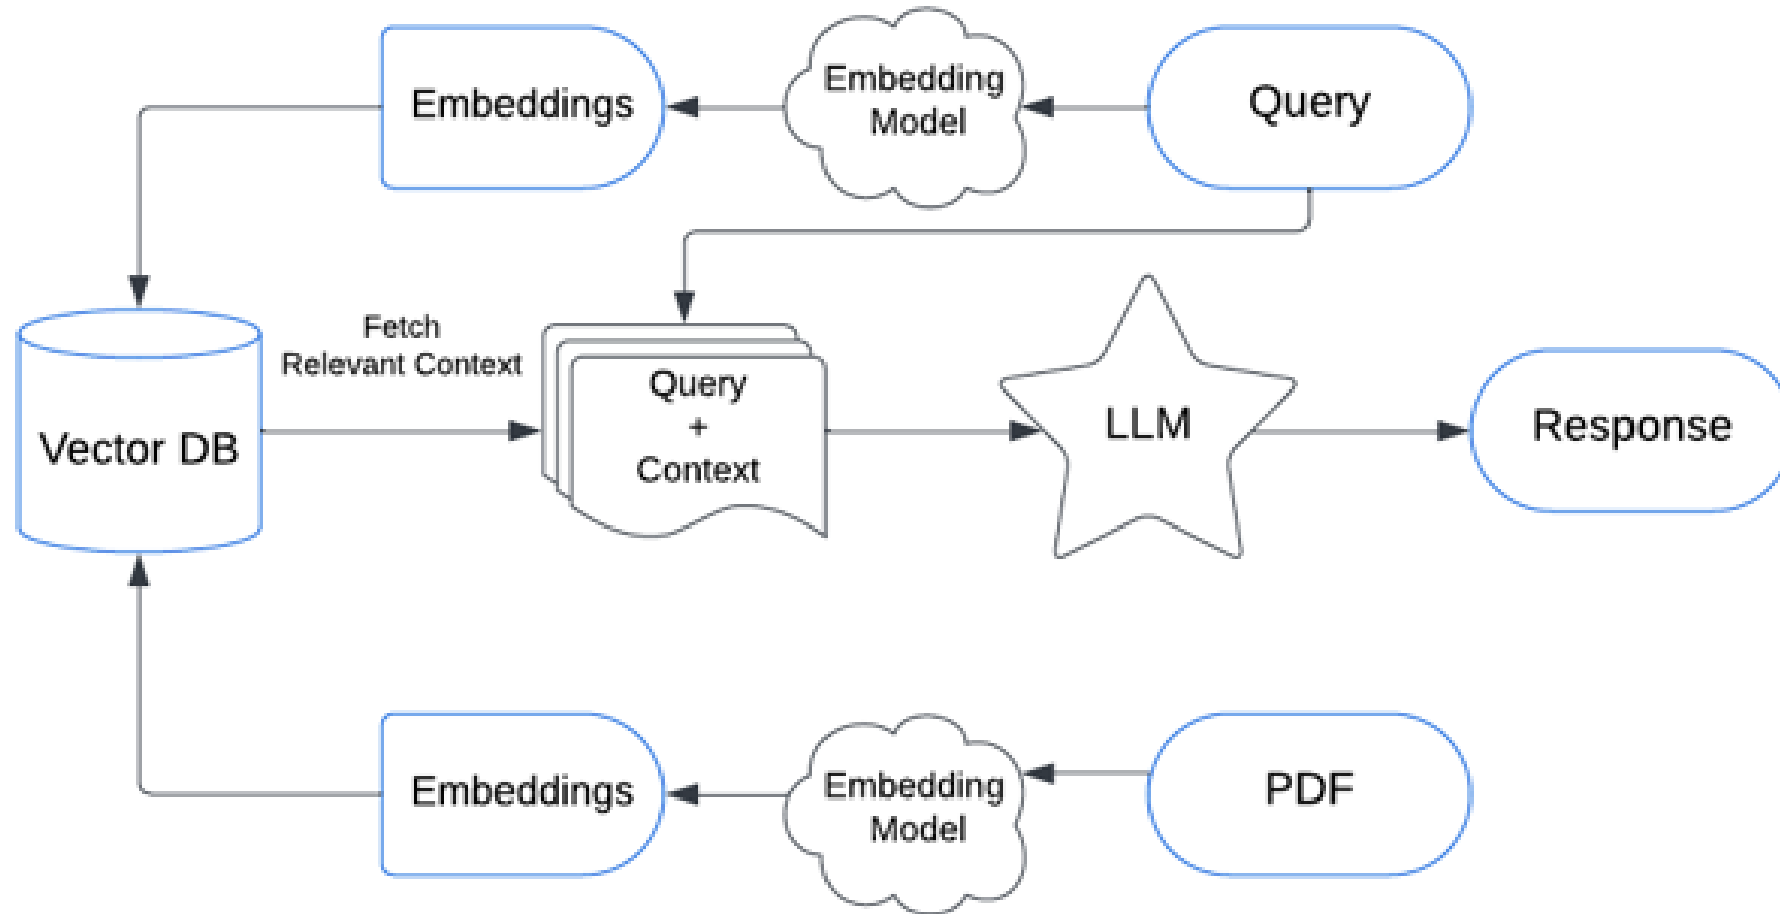 Embeddings
Embedding
Model
Query
Fetch
Relevant Context
Vector DB
Query
+
Context
LLM
Response
Embeddings
Embedding
Model
PDF